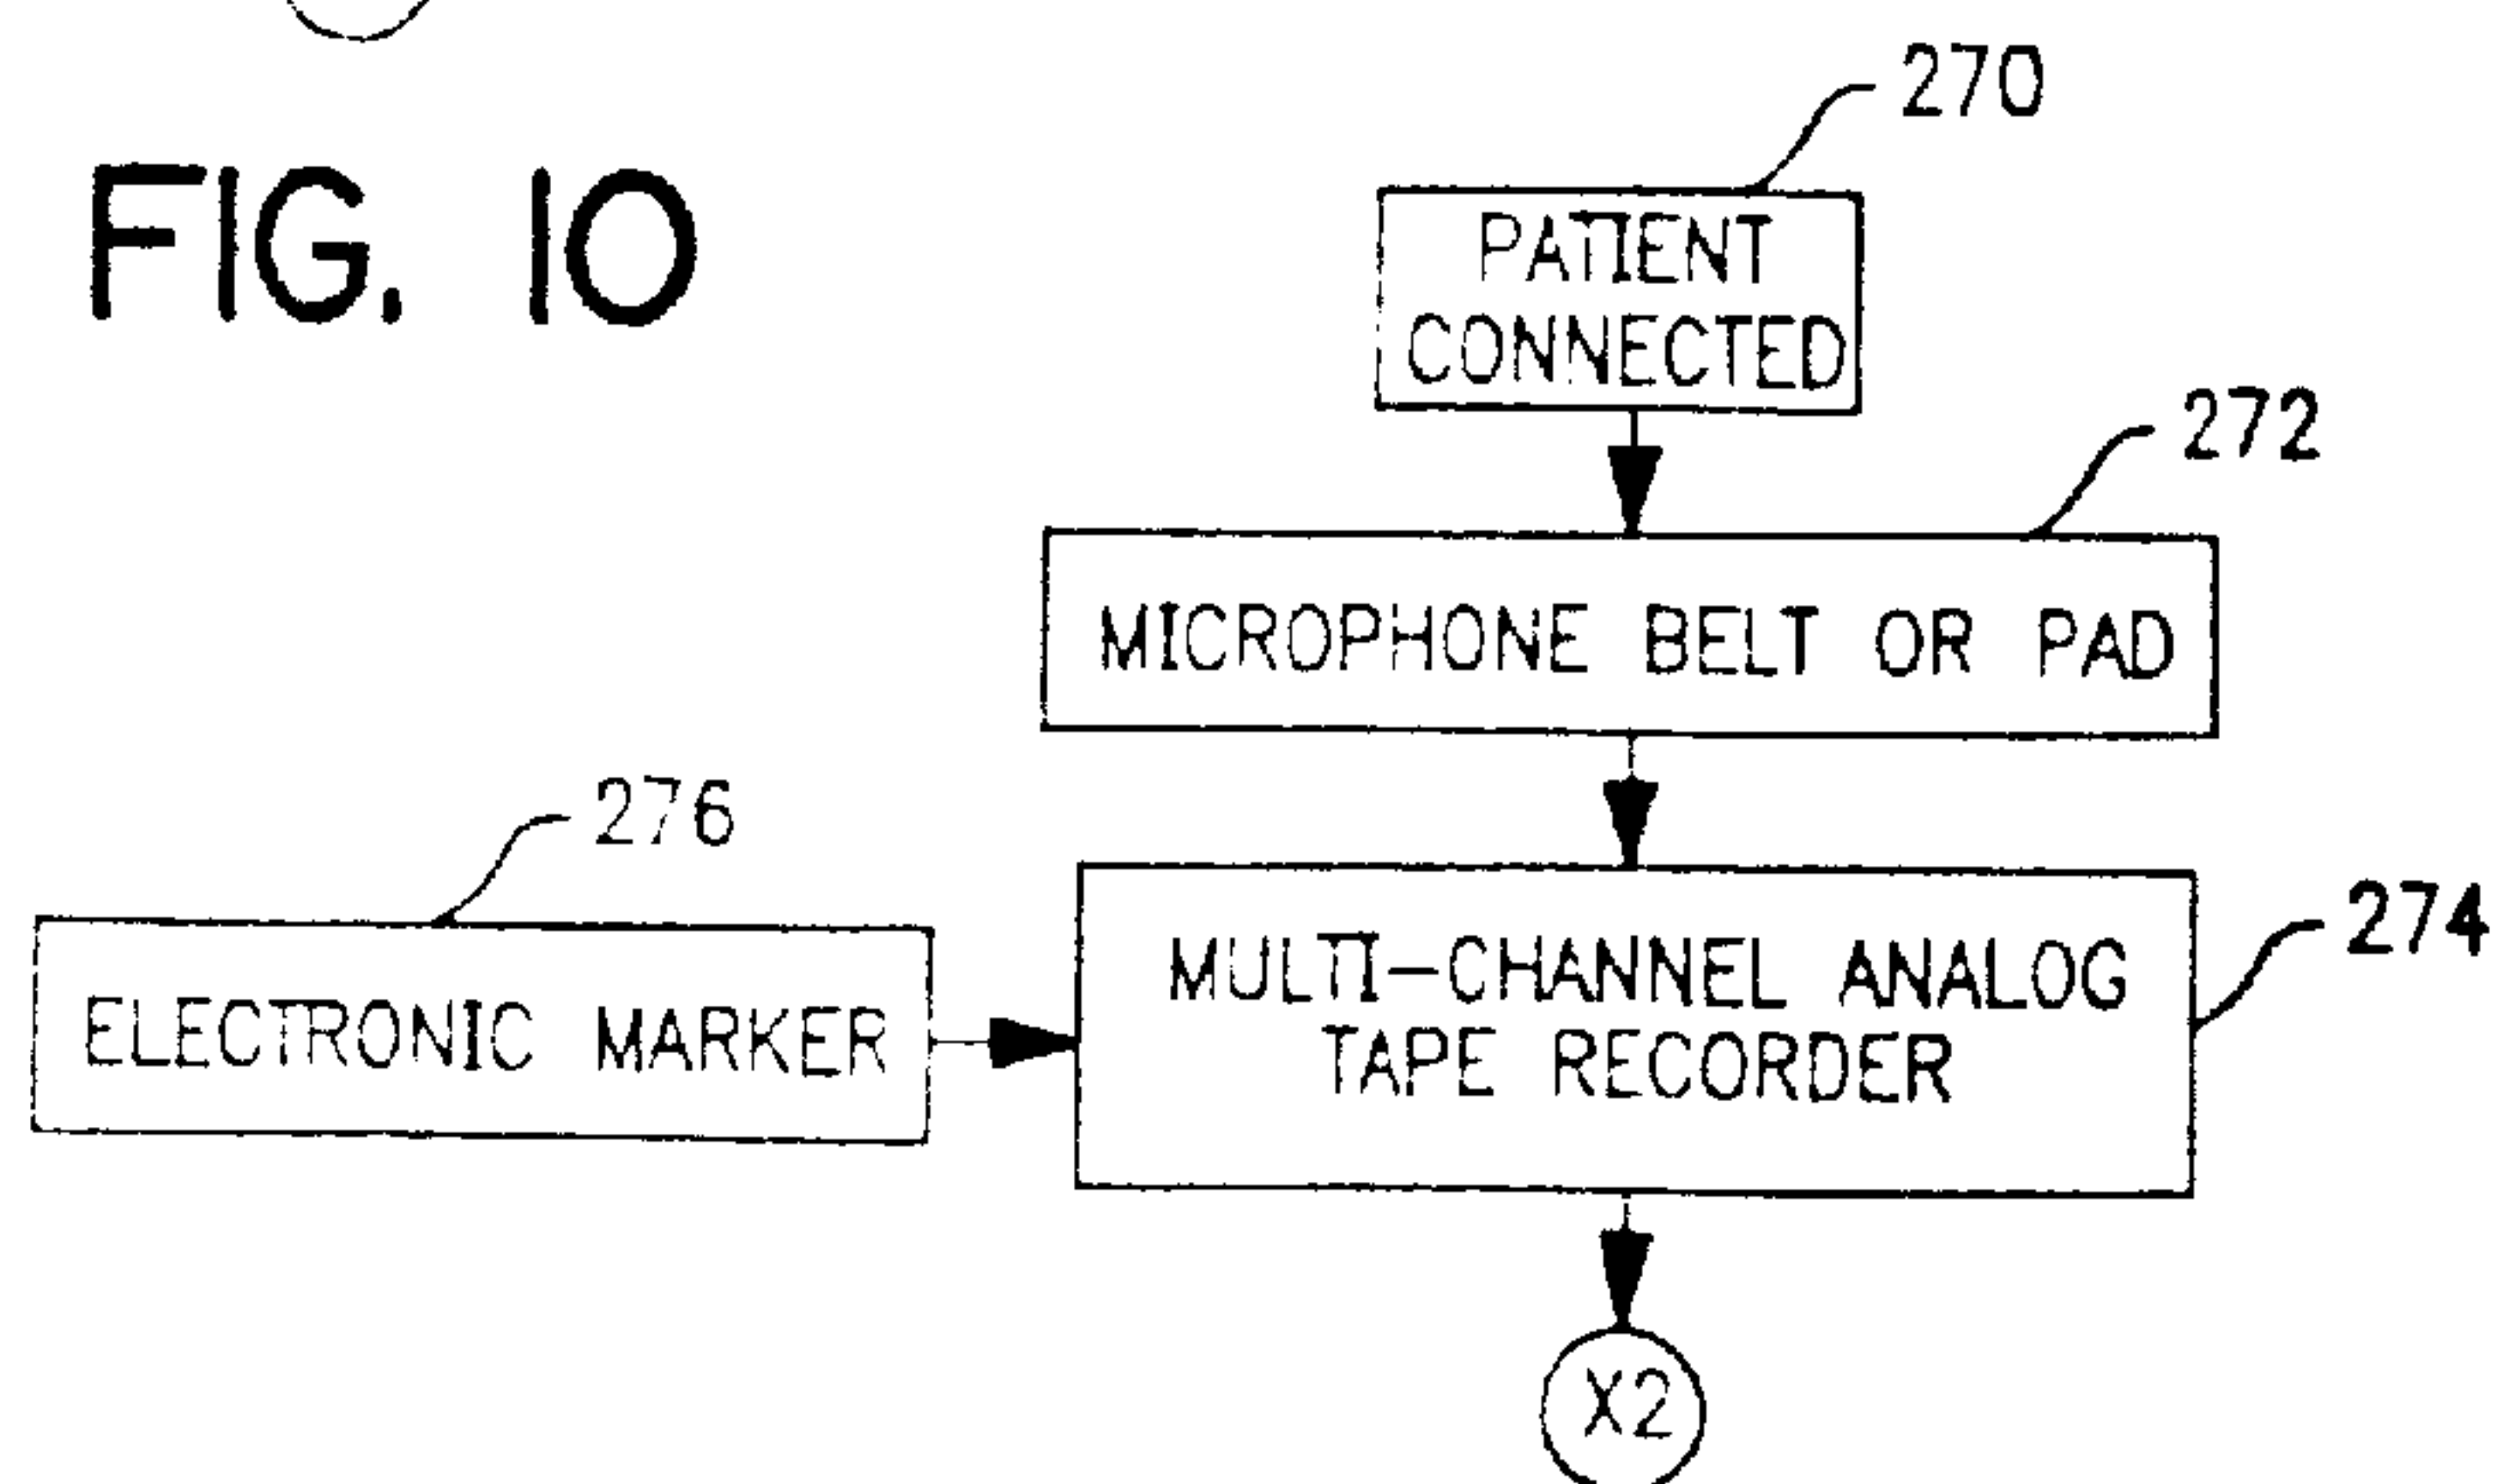 FIG. 10
270
PATIENT
CONNECTED
272
MICROPHONE BELT OR PAD
276
ELECTRONIC MARKER
274
MULTI-CHANNEL ANALOG
TAPE RECORDER
X2